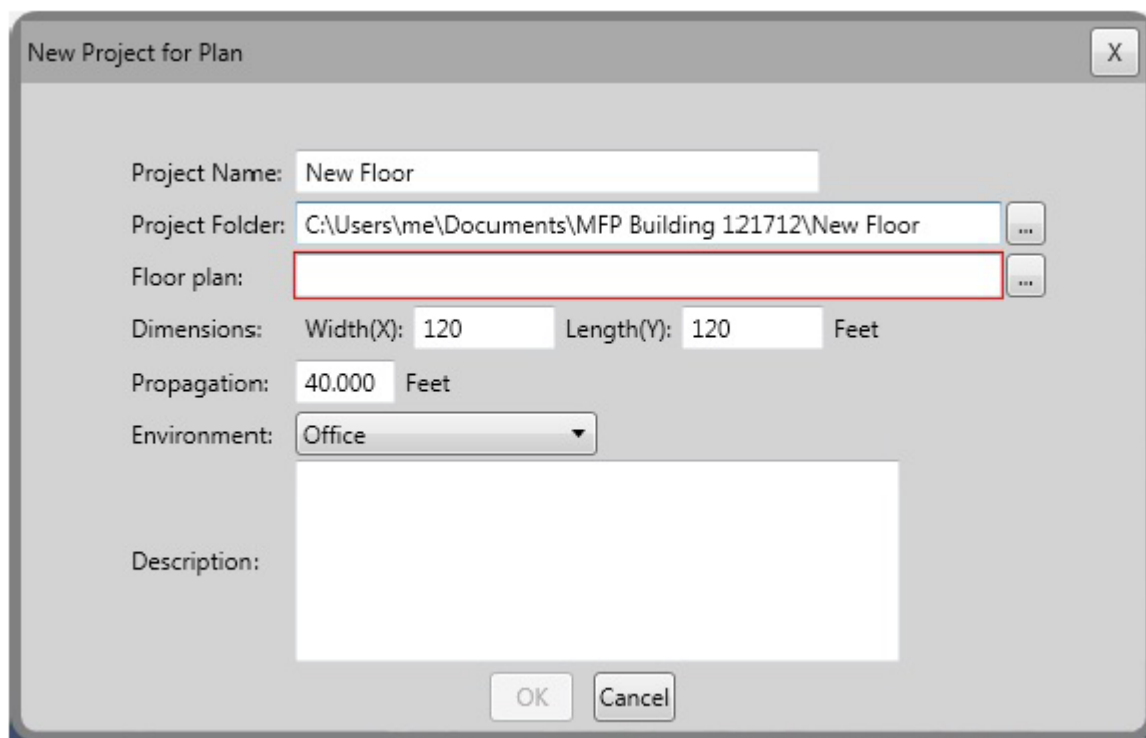 New Project for Plan X
Project Name: New Floor
Project Folder: C:\Users\me\Documents\MFP Building 121712\New Floor ...
Floor plan: ...
Dimensions: Width(X): 120 Length(Y): 120 Feet
Propagation: 40.000 Feet
Environment: Office
Description:
OK Cancel